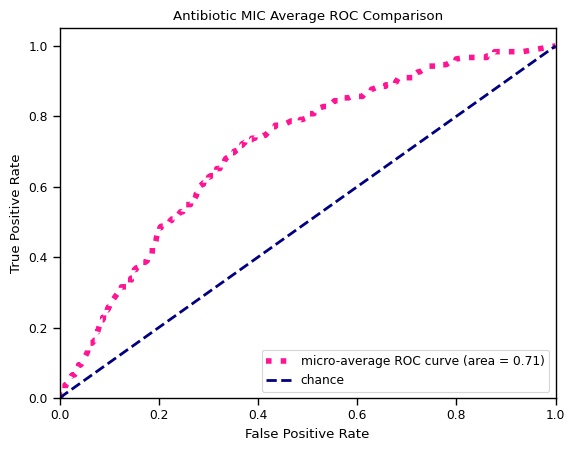 Antibiotic MIC Average ROC Comparison
1.0
0.8
0.6
0.4
0.2
0.0
True Positive Rate
micro-average ROC curve (area = 0.71)
chance
0.0 0.2 0.4 0.6 0.8 1.0
False Positive Rate